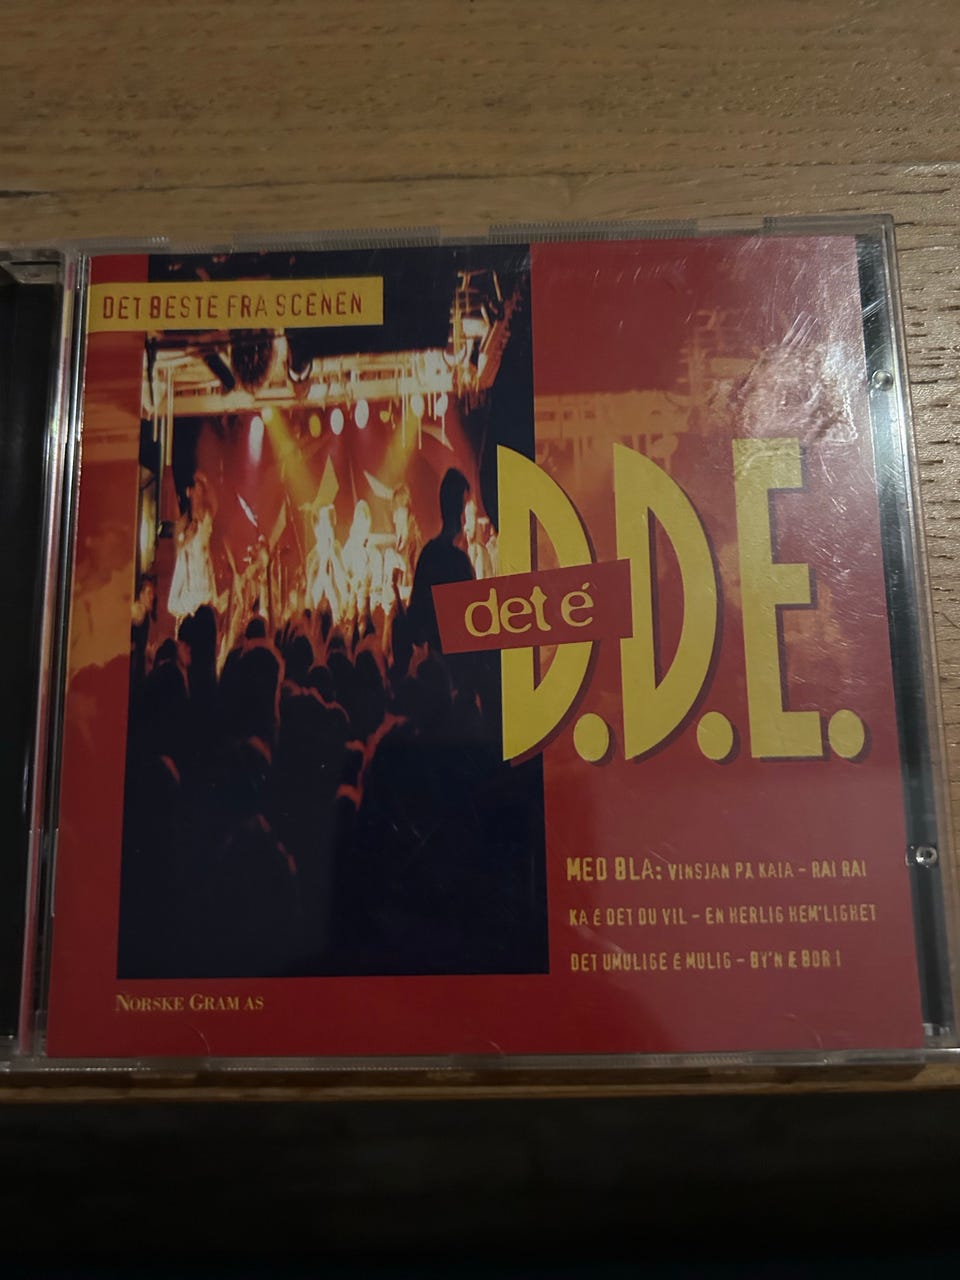 DET BESTE FRA SCENEN
det é
D.D.E.
MED BLA: VINSJAN PÅ KAIA - RAI RAI
KA É DET DU VIL - EN HERLIG HEM'LIGHET
DET UMULIGE É MULIG - BY'N Æ BOR I
NORSKE GRAM AS